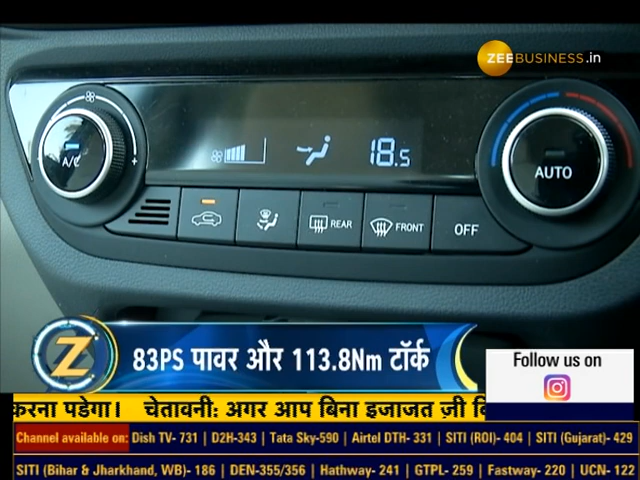 ZEEBUSINESS.in
A/C
18.5
AUTO
REAR
FRONT
OFF
Z
83PS पावर और 113.8Nm टॉर्क
Follow us on
करना पड़ेगा। चेतावनी: अगर आप बिना इजाजत ज़ी
Channel available on: Dish TV- 731 | D2H-343 | Tata Sky-590 | Airtel DTH- 331 | SITI (ROI)- 404 | SITI (Gujarat)- 429
SITI (Bihar & Jharkhand, WB)- 186 | DEN-355/356 | Hathway- 241 | GTPL- 259 | Fastway- 220 | UCN- 122